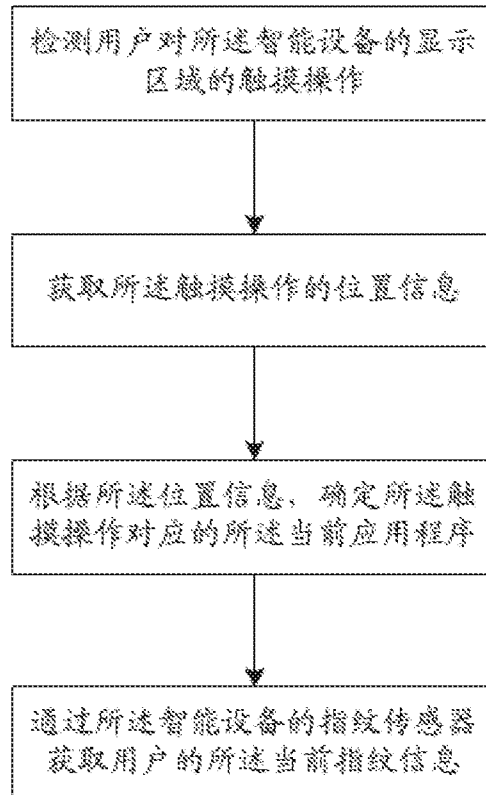 检测用户对所述智能设备的显示
区域的触摸操作
获取所述触摸操作的位置信息
根据所述位置信息，确定所述触
摸操作对应的所述当前应用程序
通过所述智能设备的指纹传感器
获取用户的所述当前指纹信息